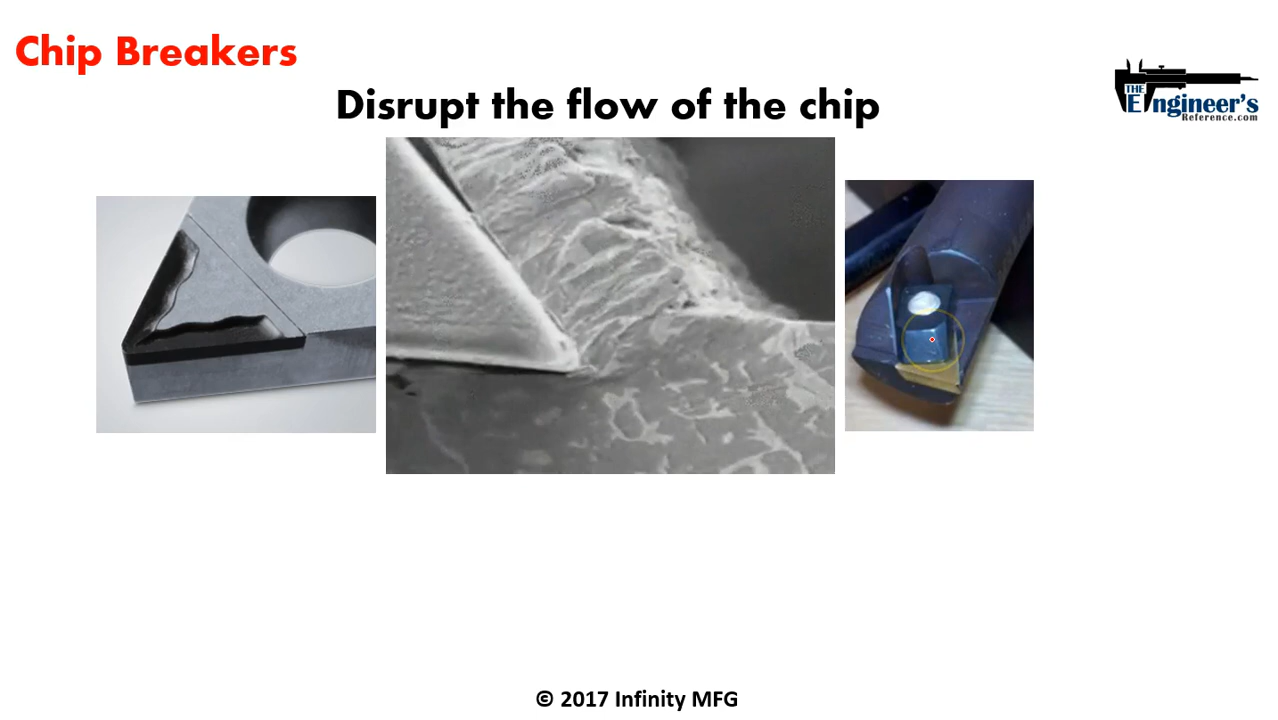 Chip Breakers
Disrupt the flow of the chip
THE
Engineer's
Reference.com
© 2017 Infinity MFG